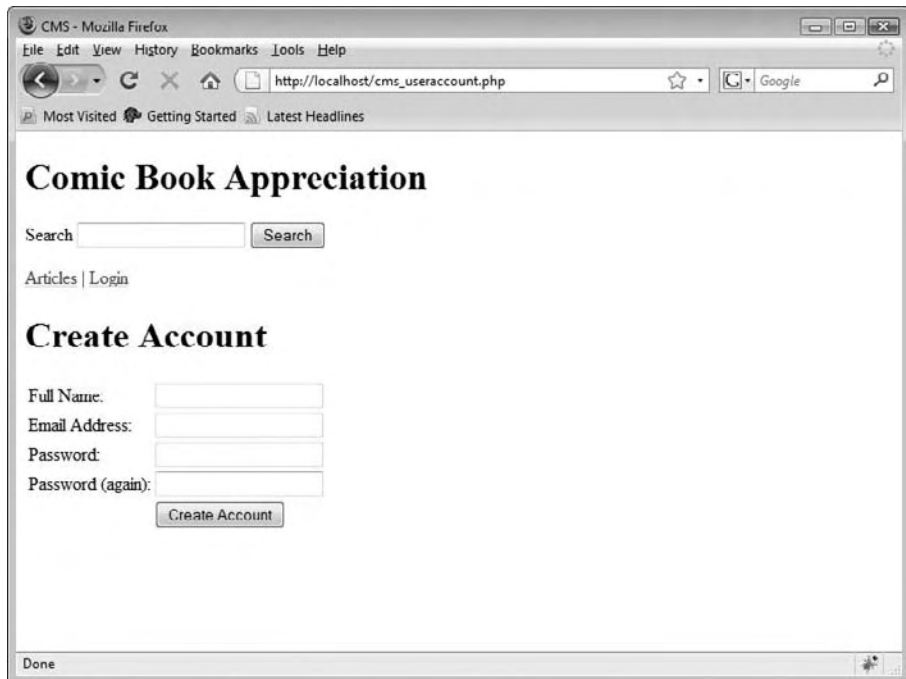 CMS - Mozilla Firefox
File Edit View History Bookmarks Tools Help
http://localhost/cms_useraccount.php
G Google
Most Visited Getting Started Latest Headlines
Comic Book Appreciation
Search Search
Articles | Login
Create Account
Full Name:
Email Address:
Password:
Password (again):
Create Account
Done